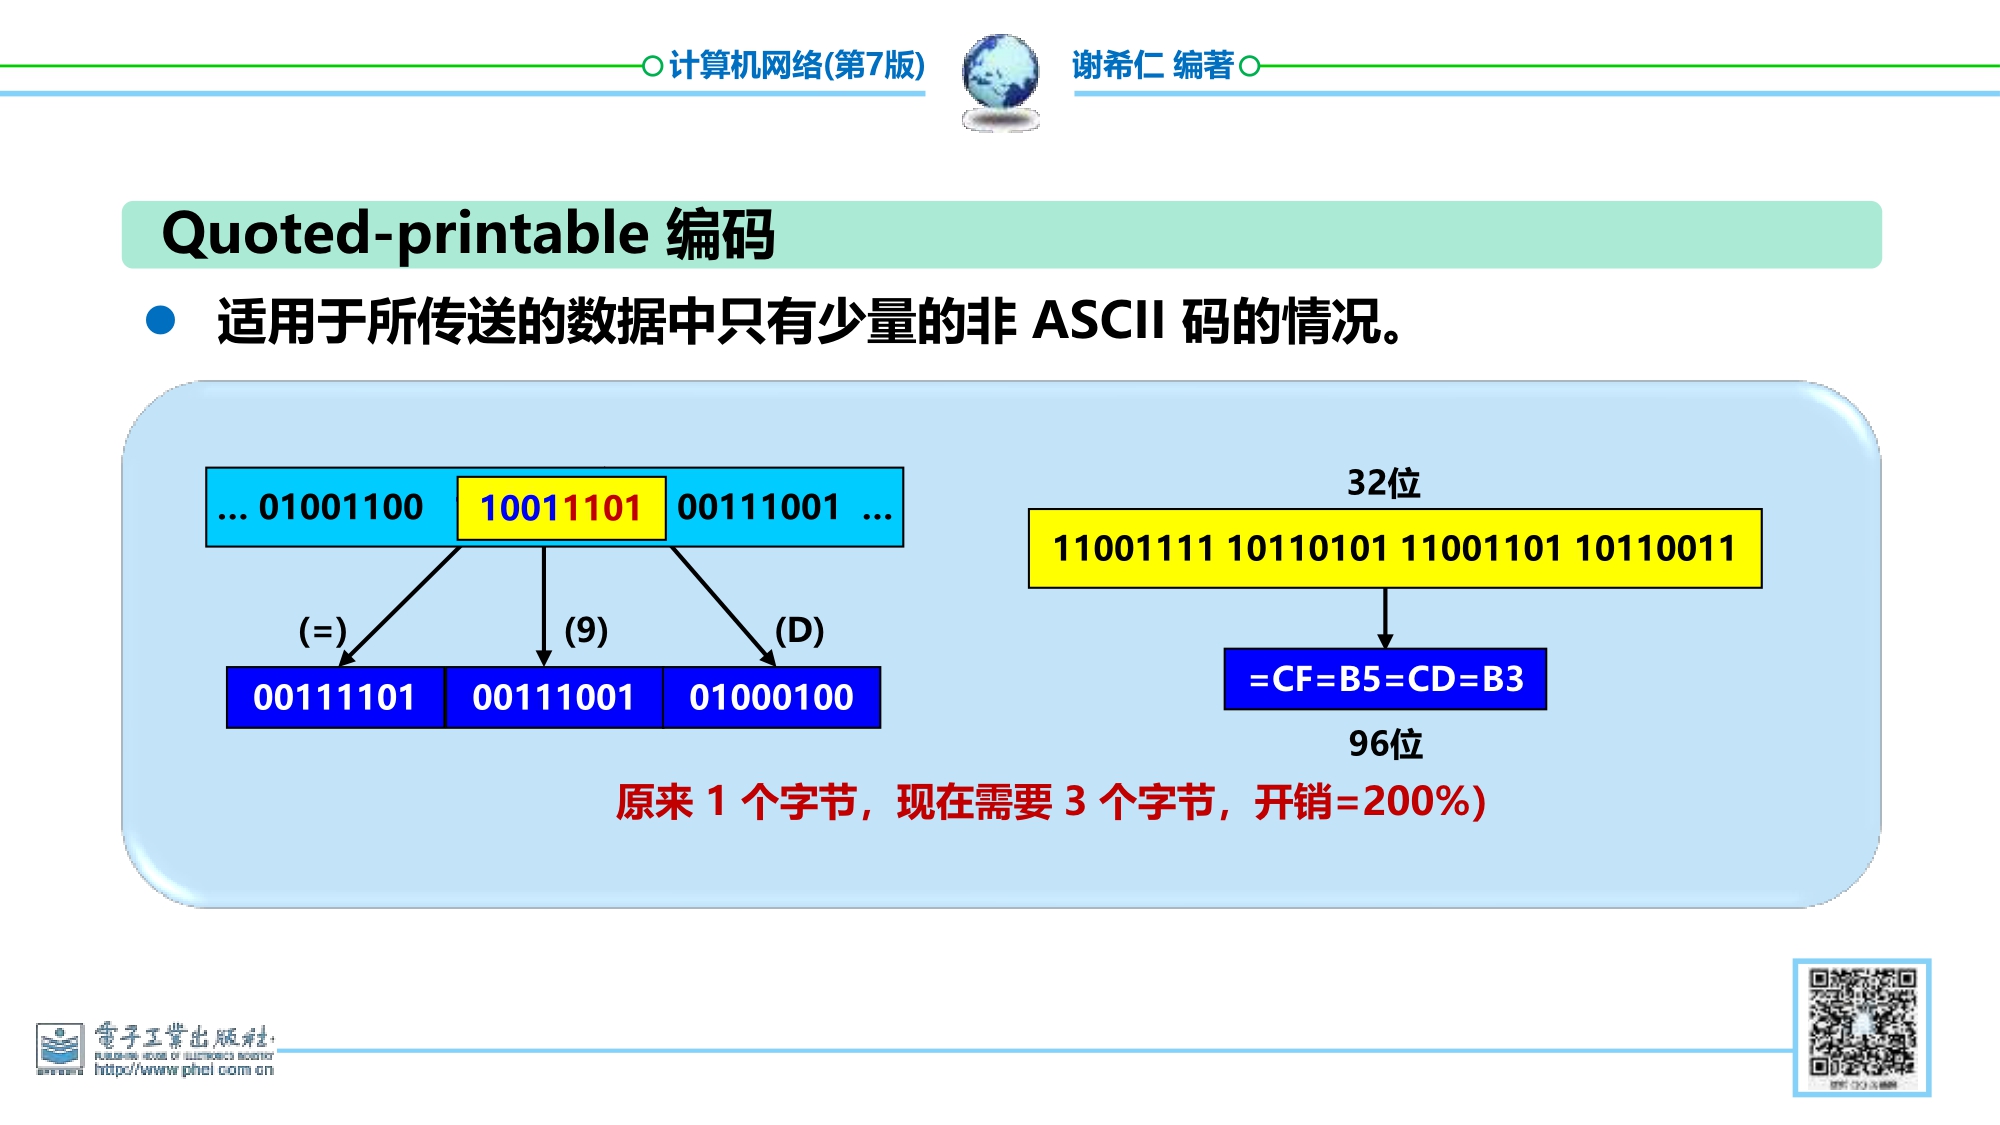 计算机网络(第7版)
谢希仁 编著
Quoted-printable 编码
适用于所传送的数据中只有少量的非 ASCII 码的情况。
... 01001100 10011101 00111001 ...
(=) (9) (D)
00111101 00111001 01000100
32位
11001111 10110101 11001101 10110011
=CF=B5=CD=B3
96位
原来 1 个字节，现在需要 3 个字节，开销=200%)
電子工業出版社
PUBLISHING HOUSE OF ELECTRONICS INDUSTRY
http://www.phei.com.cn